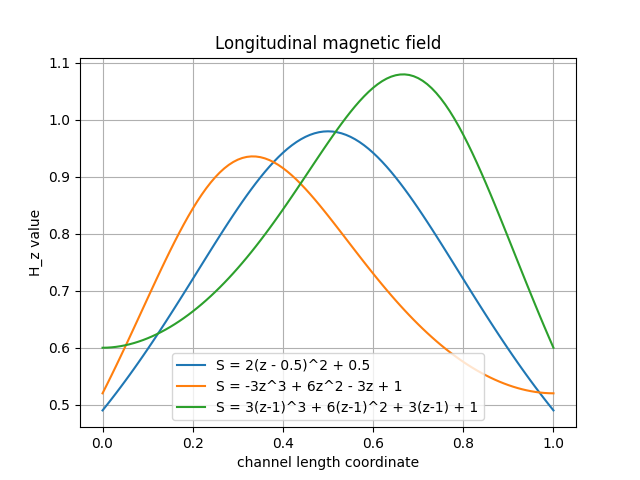 Longitudinal magnetic field
1.1
1.0
0.9
0.8
0.7
0.6
0.5
H_z value
S = 2(z - 0.5)^2 + 0.5
S = -3z^3 + 6z^2 - 3z + 1
S = 3(z-1)^3 + 6(z-1)^2 + 3(z-1) + 1
0.0 0.2 0.4 0.6 0.8 1.0
channel length coordinate